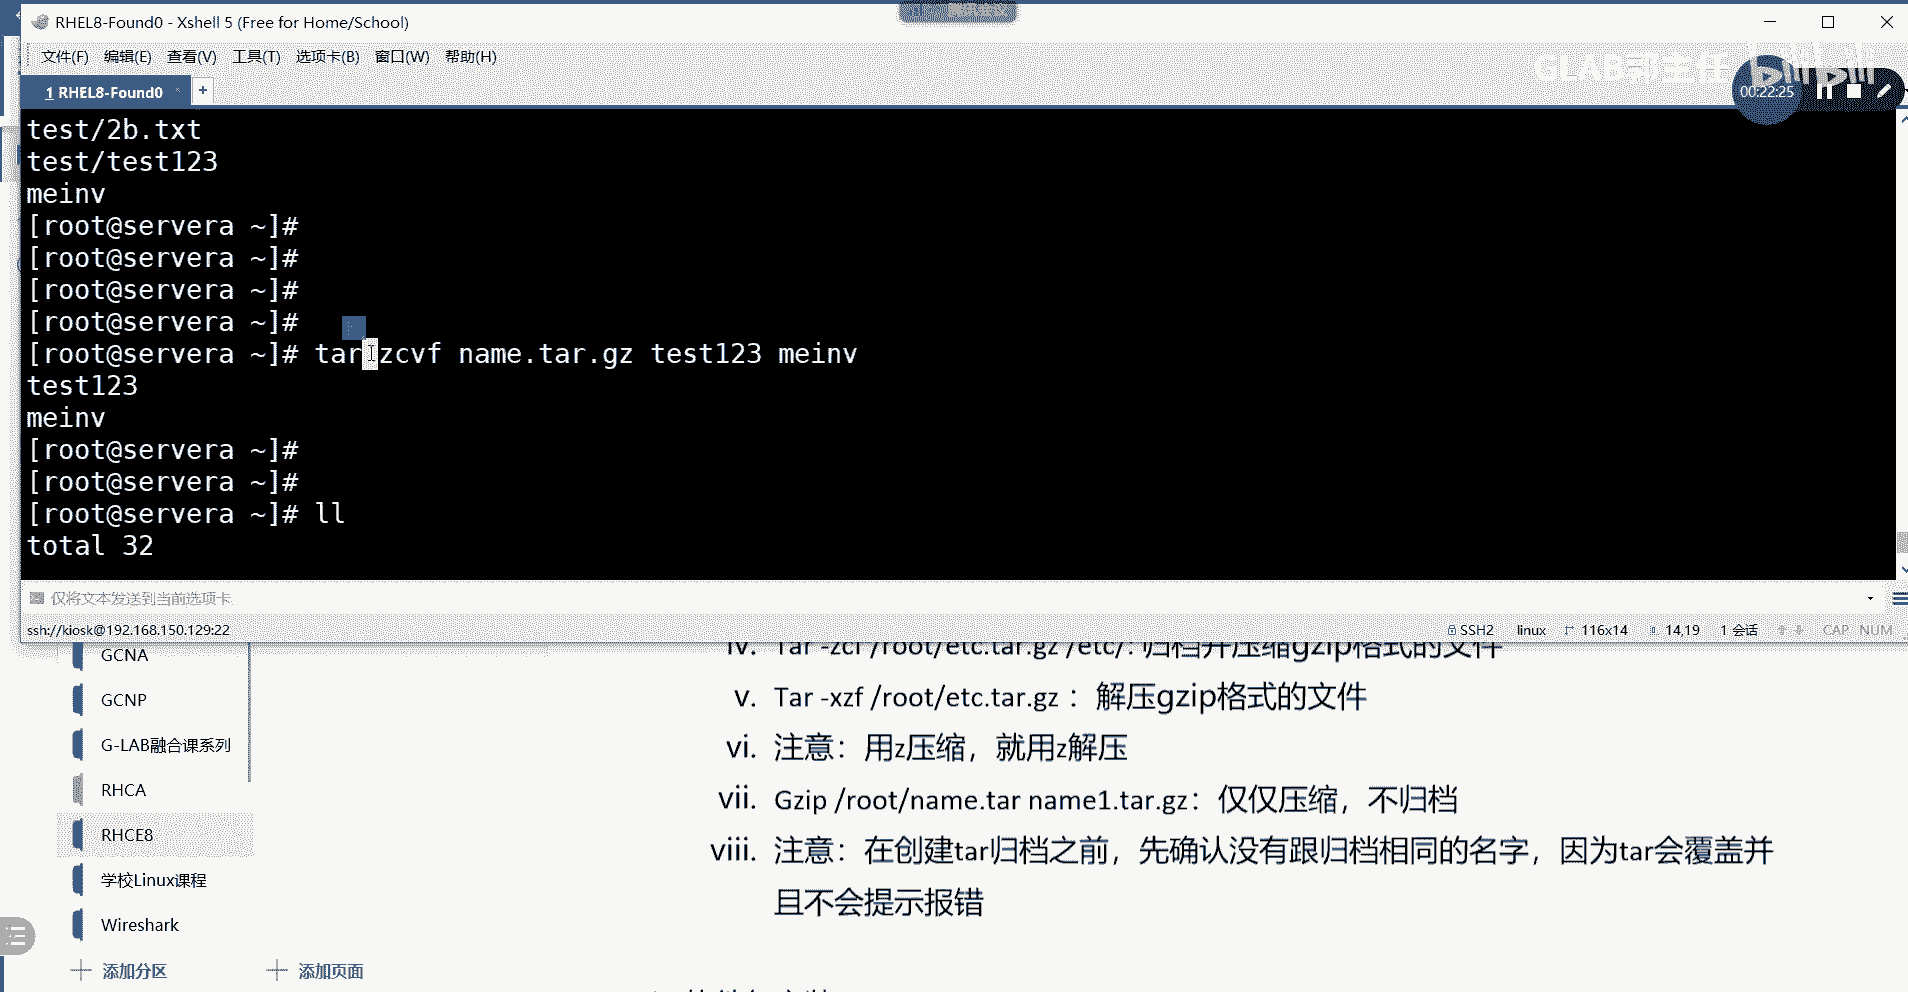 RHEL8-Found0 - Xshell 5 (Free for Home/School)
文件(F) 编辑(E) 查看(V) 工具(T) 选项卡(B) 窗口(W) 帮助(H)
GLAB郭主任 bilibili
1 RHEL8-Found0
+
00:22:25
test/2b.txt
test/test123
meinv
[root@servera ~]#
[root@servera ~]#
[root@servera ~]#
[root@servera ~]#
[root@servera ~]# tar zcvf name.tar.gz test123 meinv
test123
meinv
[root@servera ~]#
[root@servera ~]#
[root@servera ~]# ll
total 32
仅将文本发送到当前选项卡
ssh://kiosk@192.168.150.129:22 SSH2 linux 116x14 14,19 1 会话 CAP NUM
GCNA
GCNP
G-LAB融合课系列
RHCA
RHCE8
学校Linux课程
Wireshark
添加分区 添加页面
iv. Tar -zcf /root/etc.tar.gz /etc/: 归档并压缩gzip格式的文件
v. Tar -xzf /root/etc.tar.gz： 解压gzip格式的文件
vi. 注意：用z压缩，就用z解压
vii. Gzip /root/name.tar name1.tar.gz：仅仅压缩，不归档
viii. 注意：在创建tar归档之前，先确认没有跟归档相同的名字，因为tar会覆盖并
且不会提示报错